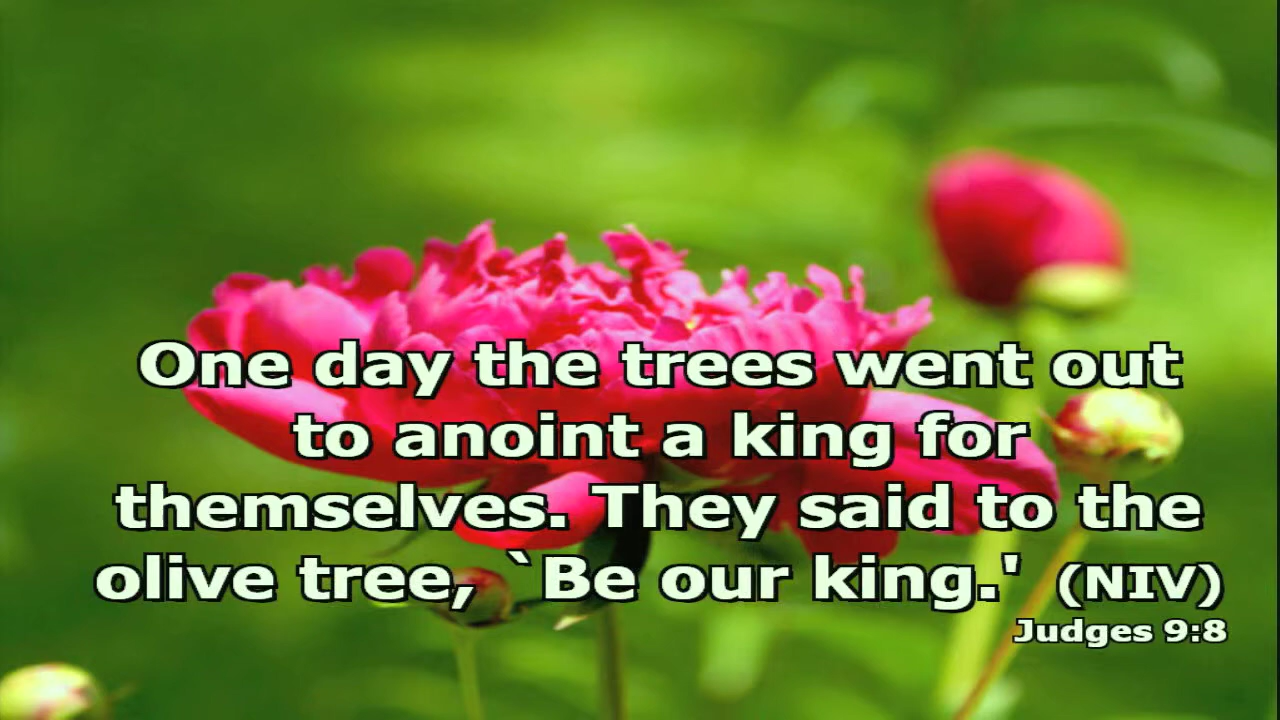 One day the trees went out
to anoint a king for
themselves. They said to the
olive tree, `Be our king.' (NIV)
Judges 9:8